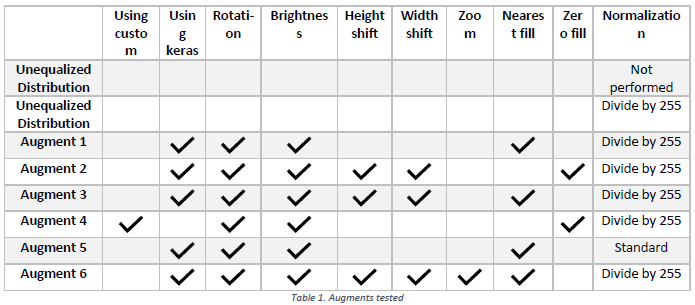 Using custom Using keras Rotati-on Brightness Height shift Width shift Zoom Nearest fill Zero fill Normalization
Unequalized Distribution Not performed
Unequalized Distribution Divide by 255
Augment 1 ✓ ✓ ✓ ✓ Divide by 255
Augment 2 ✓ ✓ ✓ ✓ ✓ ✓ Divide by 255
Augment 3 ✓ ✓ ✓ ✓ ✓ ✓ Divide by 255
Augment 4 ✓ ✓ ✓ ✓ Divide by 255
Augment 5 ✓ ✓ ✓ ✓ Standard
Augment 6 ✓ ✓ ✓ ✓ ✓ ✓ ✓ Divide by 255
Table 1. Augments tested